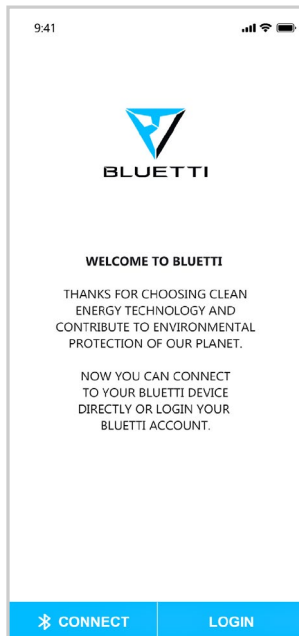 9:41
BLUETTI
WELCOME TO BLUETTI
THANKS FOR CHOOSING CLEAN
ENERGY TECHNOLOGY AND
CONTRIBUTE TO ENVIRONMENTAL
PROTECTION OF OUR PLANET.
NOW YOU CAN CONNECT
TO YOUR BLUETTI DEVICE
DIRECTLY OR LOGIN YOUR
BLUETTI ACCOUNT.
CONNECT
LOGIN